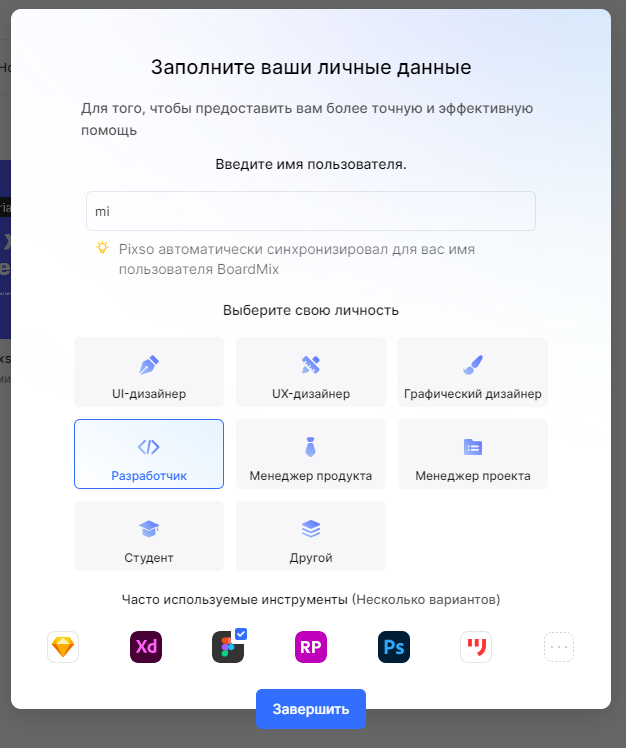 Заполните ваши личные данные
Для того, чтобы предоставить вам более точную и эффективную
помощь
Введите имя пользователя.
mi
Pixso автоматически синхронизировал для вас имя
пользователя BoardMix
Выберите свою личность
UI-дизайнер
UX-дизайнер
Графический дизайнер
Разработчик
Менеджер продукта
Менеджер проекта
Студент
Другой
Часто используемые инструменты (Несколько вариантов)
Xd
RP
Ps
Завершить